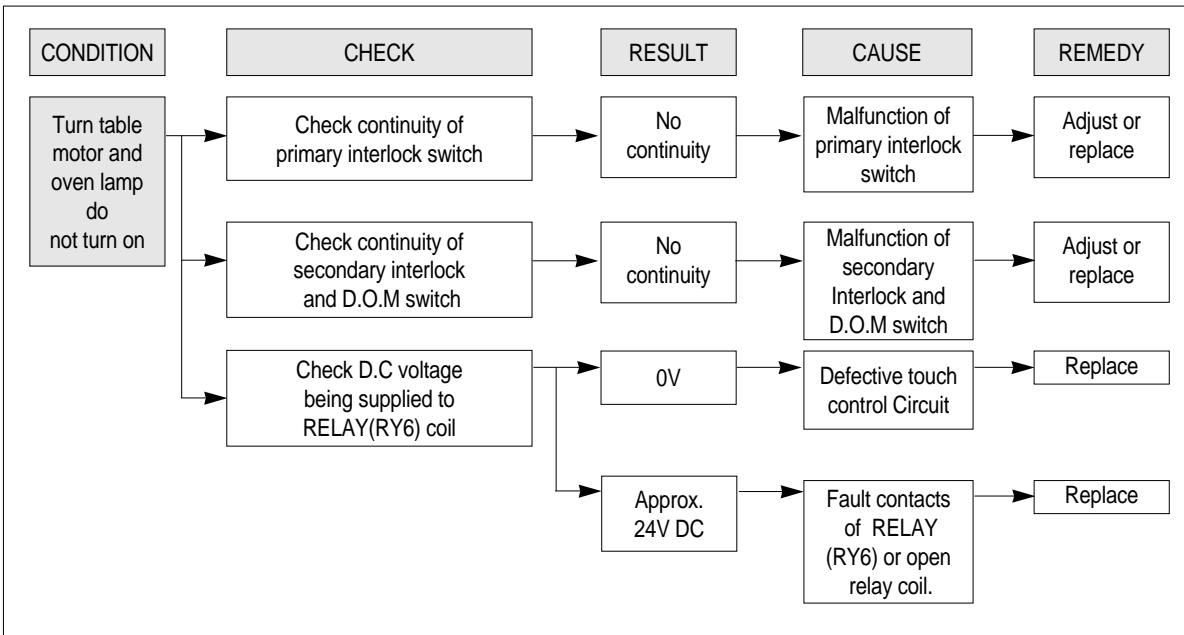 CONDITION
CHECK
RESULT
CAUSE
REMEDY
Turn table
motor and
oven lamp
do
not turn on
Check continuity of
primary interlock switch
No
continuity
Malfunction of
primary interlock
switch
Adjust or
replace
Check continuity of
secondary interlock
and D.O.M switch
No
continuity
Malfunction of
secondary
Interlock and
D.O.M switch
Adjust or
replace
Check D.C voltage
being supplied to
RELAY(RY6) coil
0V
Defective touch
control Circuit
Replace
Approx.
24V DC
Fault contacts
of RELAY
(RY6) or open
relay coil.
Replace